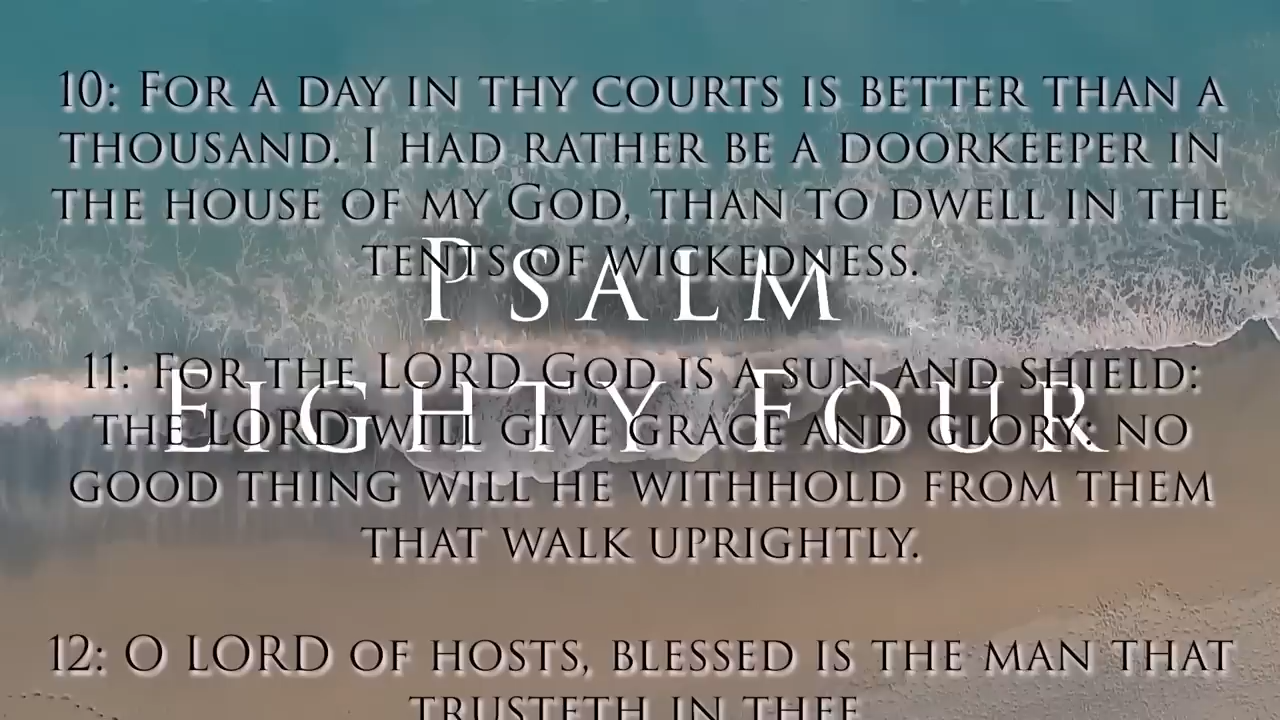 10: For a day in thy courts is better than a
thousand. I had rather be a doorkeeper in
the house of my God, than to dwell in the
tents of wickedness.
Psalm
11: For the LORD God is a sun and shield:
Eighty Four
the LORD will give grace and glory: no
good thing will he withhold from them
that walk uprightly.
12: O LORD of hosts, blessed is the man that
trusteth in thee